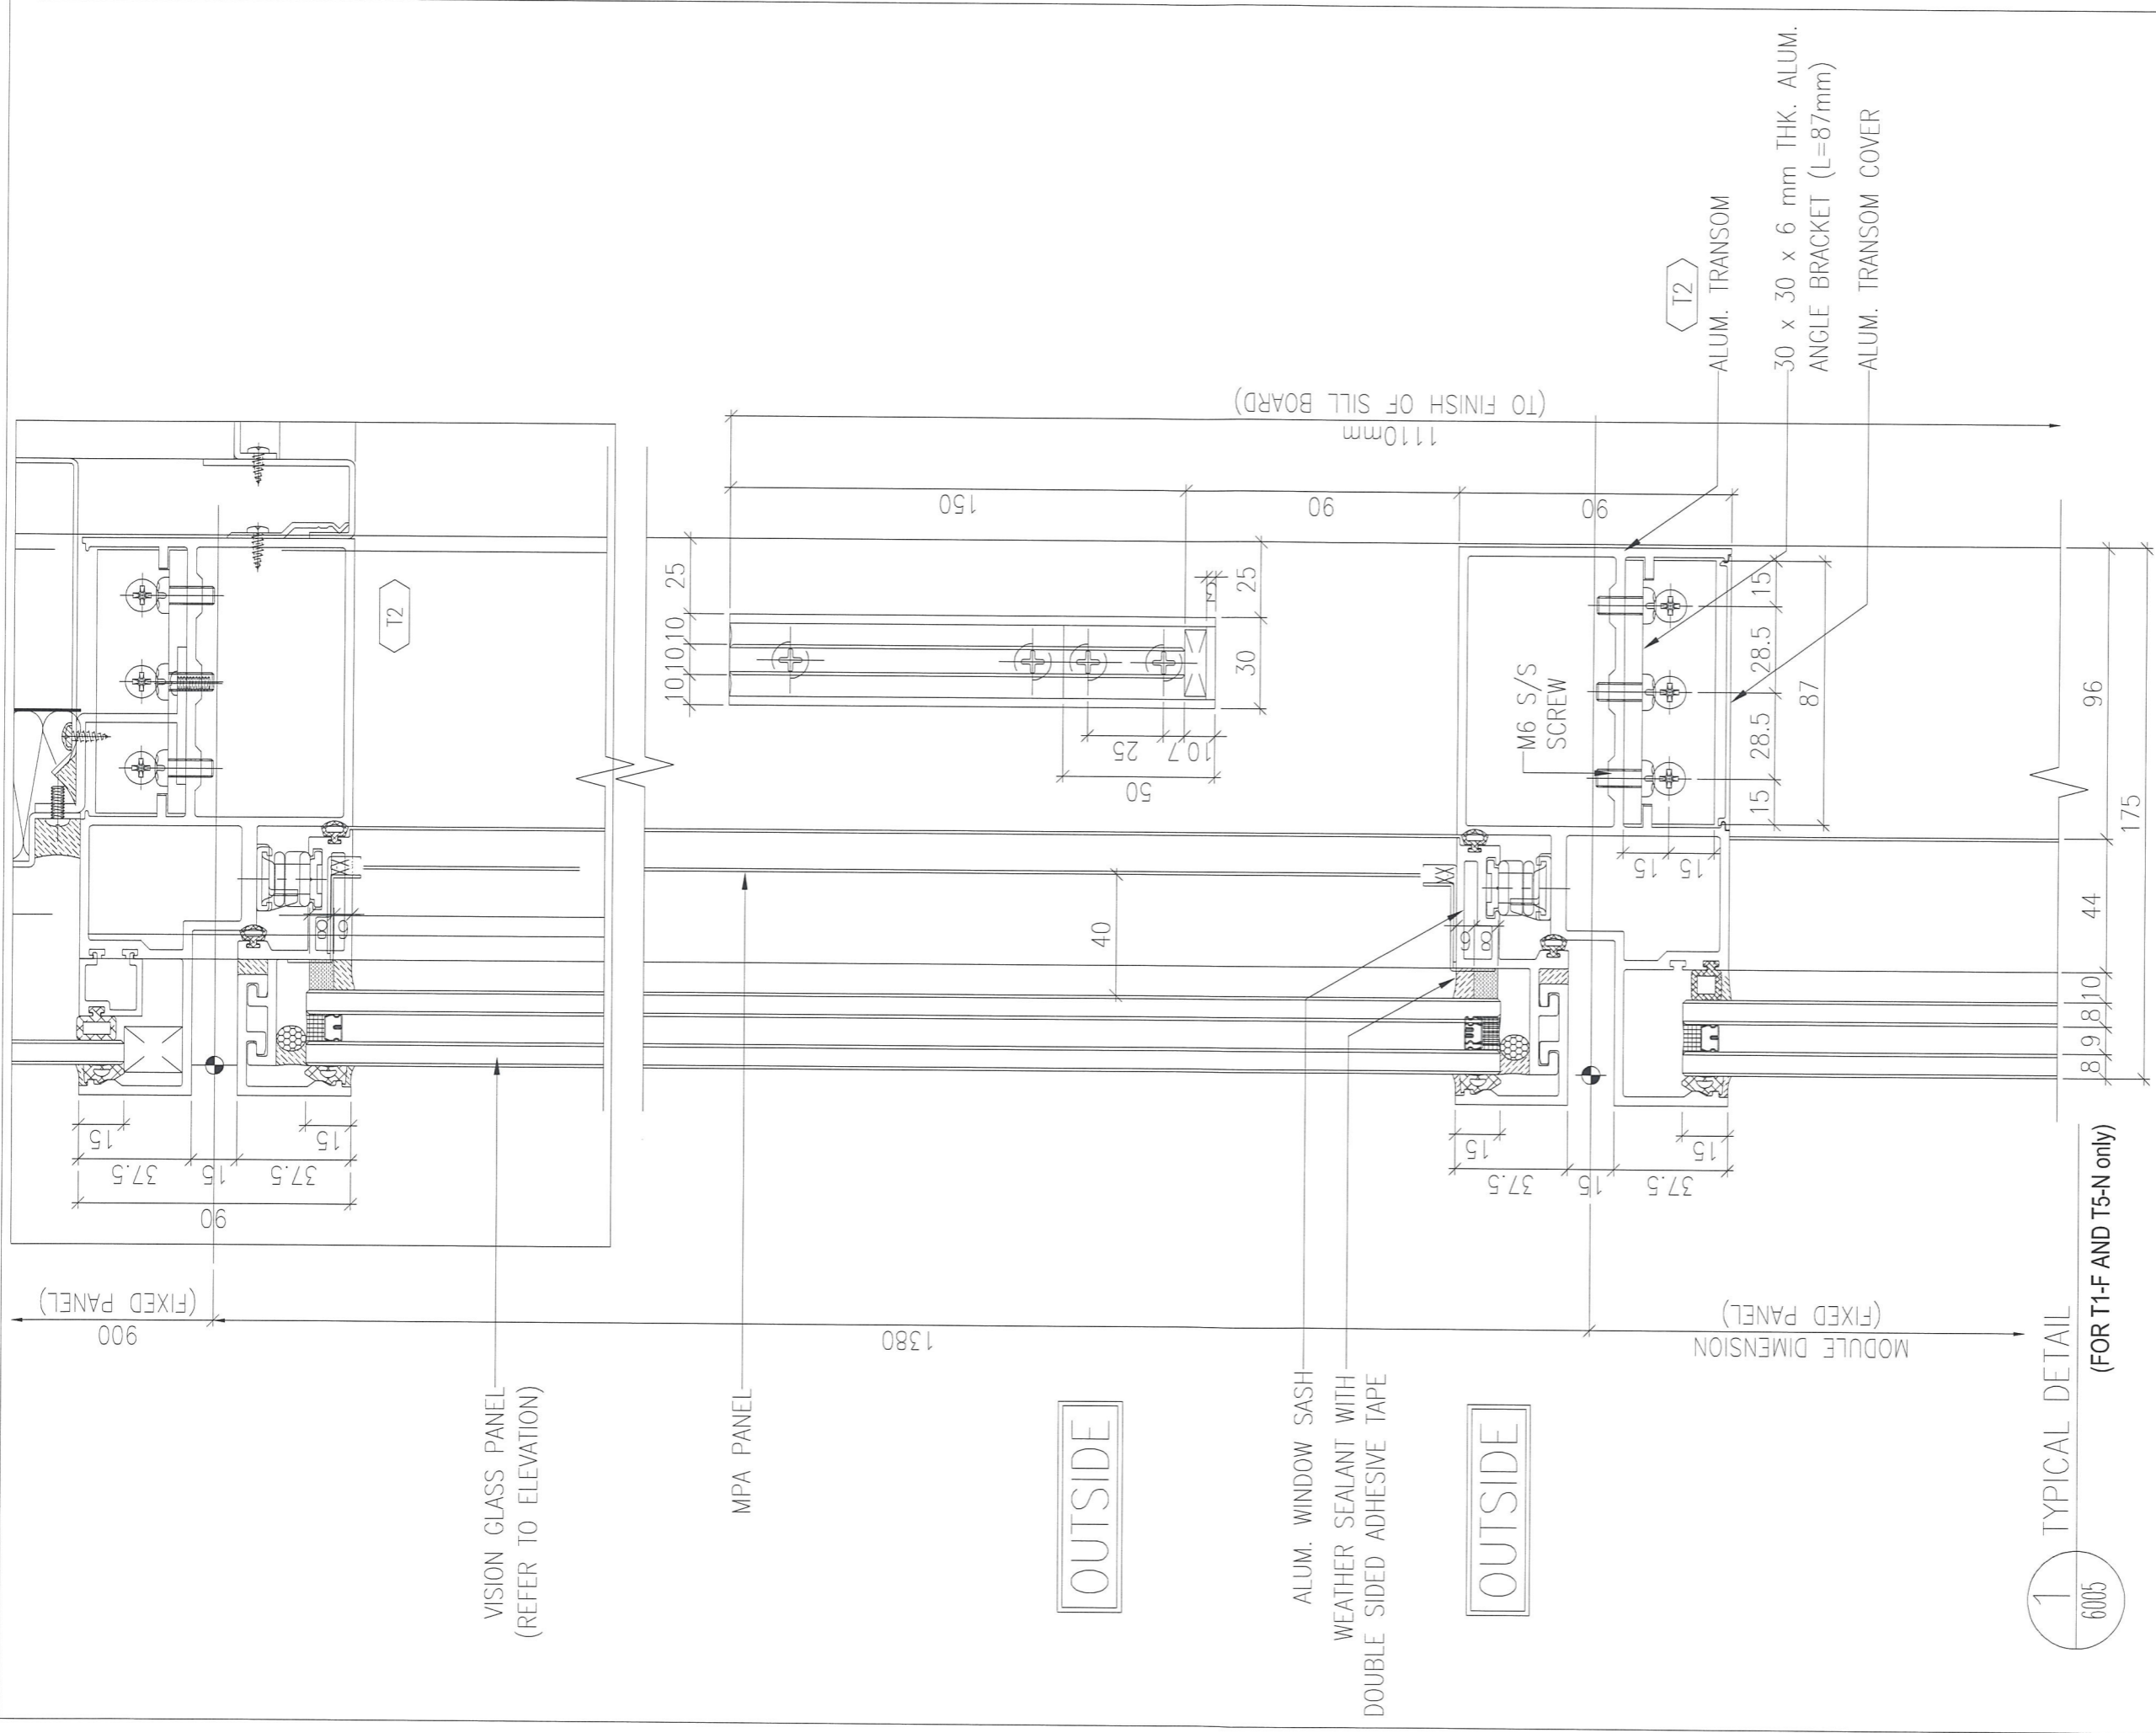 900
(FIXED PANEL)
90
37.5
15
37.5
15
15
8
6
T2
VISION GLASS PANEL
(REFER TO ELEVATION)
MPA PANEL
1380
40
25
10
10
10
150
90
90
1110mm
(TO FINISH OF SILL BOARD)
50
25
10.7
30
25
OUTSIDE
ALUM. WINDOW SASH
WEATHER SEALANT WITH
DOUBLE SIDED ADHESIVE TAPE
OUTSIDE
6
8
M6 S/S
SCREW
T2
ALUM. TRANSOM
30 x 30 x 6 mm THK. ALUM.
ANGLE BRACKET (L=87mm)
ALUM. TRANSOM COVER
15
37.5
15
37.5
15
15
15
15
28.5
28.5
15
87
MODULE DIMENSION
(FIXED PANEL)
8
9
8
10
44
96
175
1
6005
TYPICAL DETAIL
(FOR T1-F AND T5-N only)